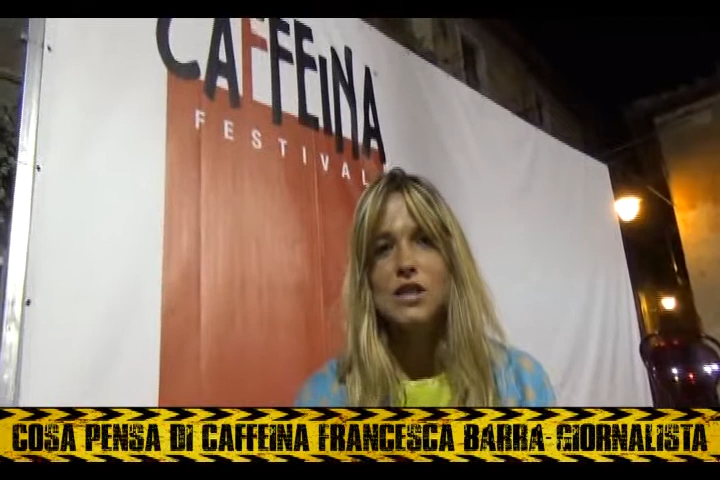 CAFFEINA
FESTIVAL
COSA PENSA DI CAFFEINA FRANCESCA BARRA-GIORNALISTA